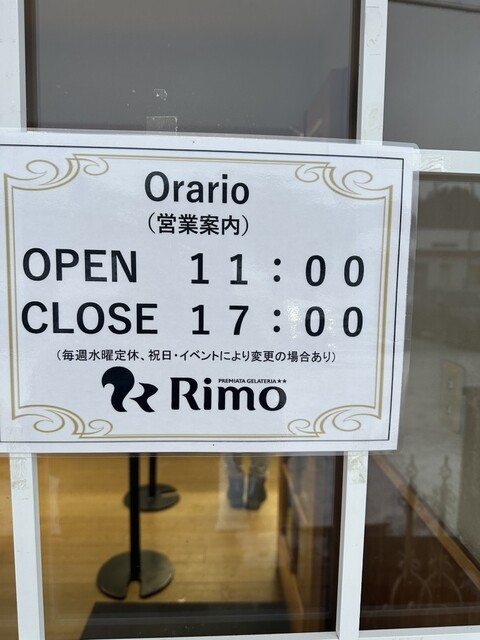 Orario
(営業案内)
OPEN 11:00
CLOSE 17:00
(毎週水曜定休、祝日・イベントにより変更の場合あり)
PREMIATA GELATERIA★★
Rimo